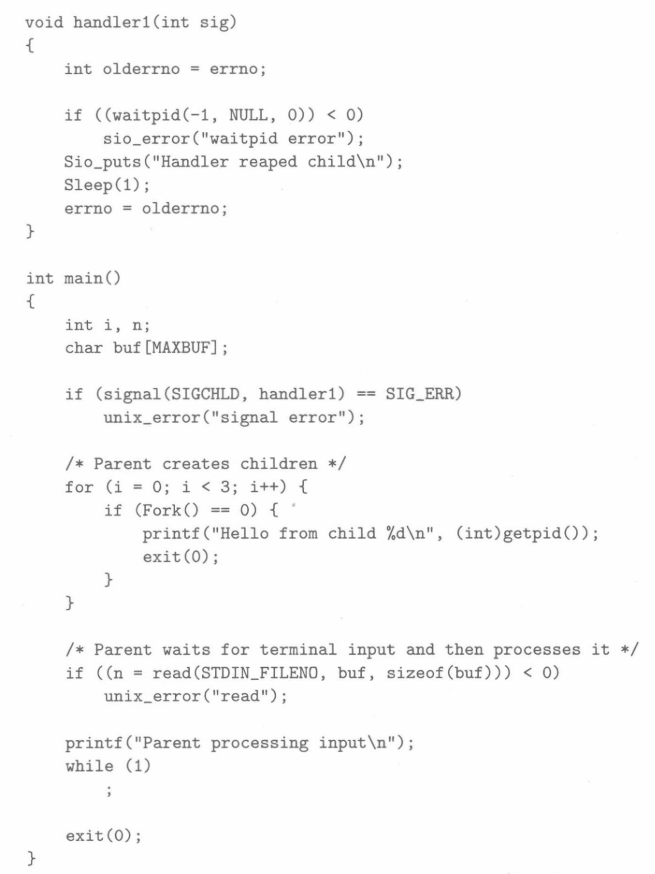 void handler1(int sig)
{
    int olderrno = errno;

    if ((waitpid(-1, NULL, 0)) < 0)
        sio_error("waitpid error");
    Sio_puts("Handler reaped child\n");
    Sleep(1);
    errno = olderrno;
}

int main()
{
    int i, n;
    char buf[MAXBUF];

    if (signal(SIGCHLD, handler1) == SIG_ERR)
        unix_error("signal error");

    /* Parent creates children */
    for (i = 0; i < 3; i++) {
        if (Fork() == 0) {
            printf("Hello from child %d\n", (int)getpid());
            exit(0);
        }
    }

    /* Parent waits for terminal input and then processes it */
    if ((n = read(STDIN_FILENO, buf, sizeof(buf))) < 0)
        unix_error("read");

    printf("Parent processing input\n");
    while (1)
        ;

    exit(0);
}